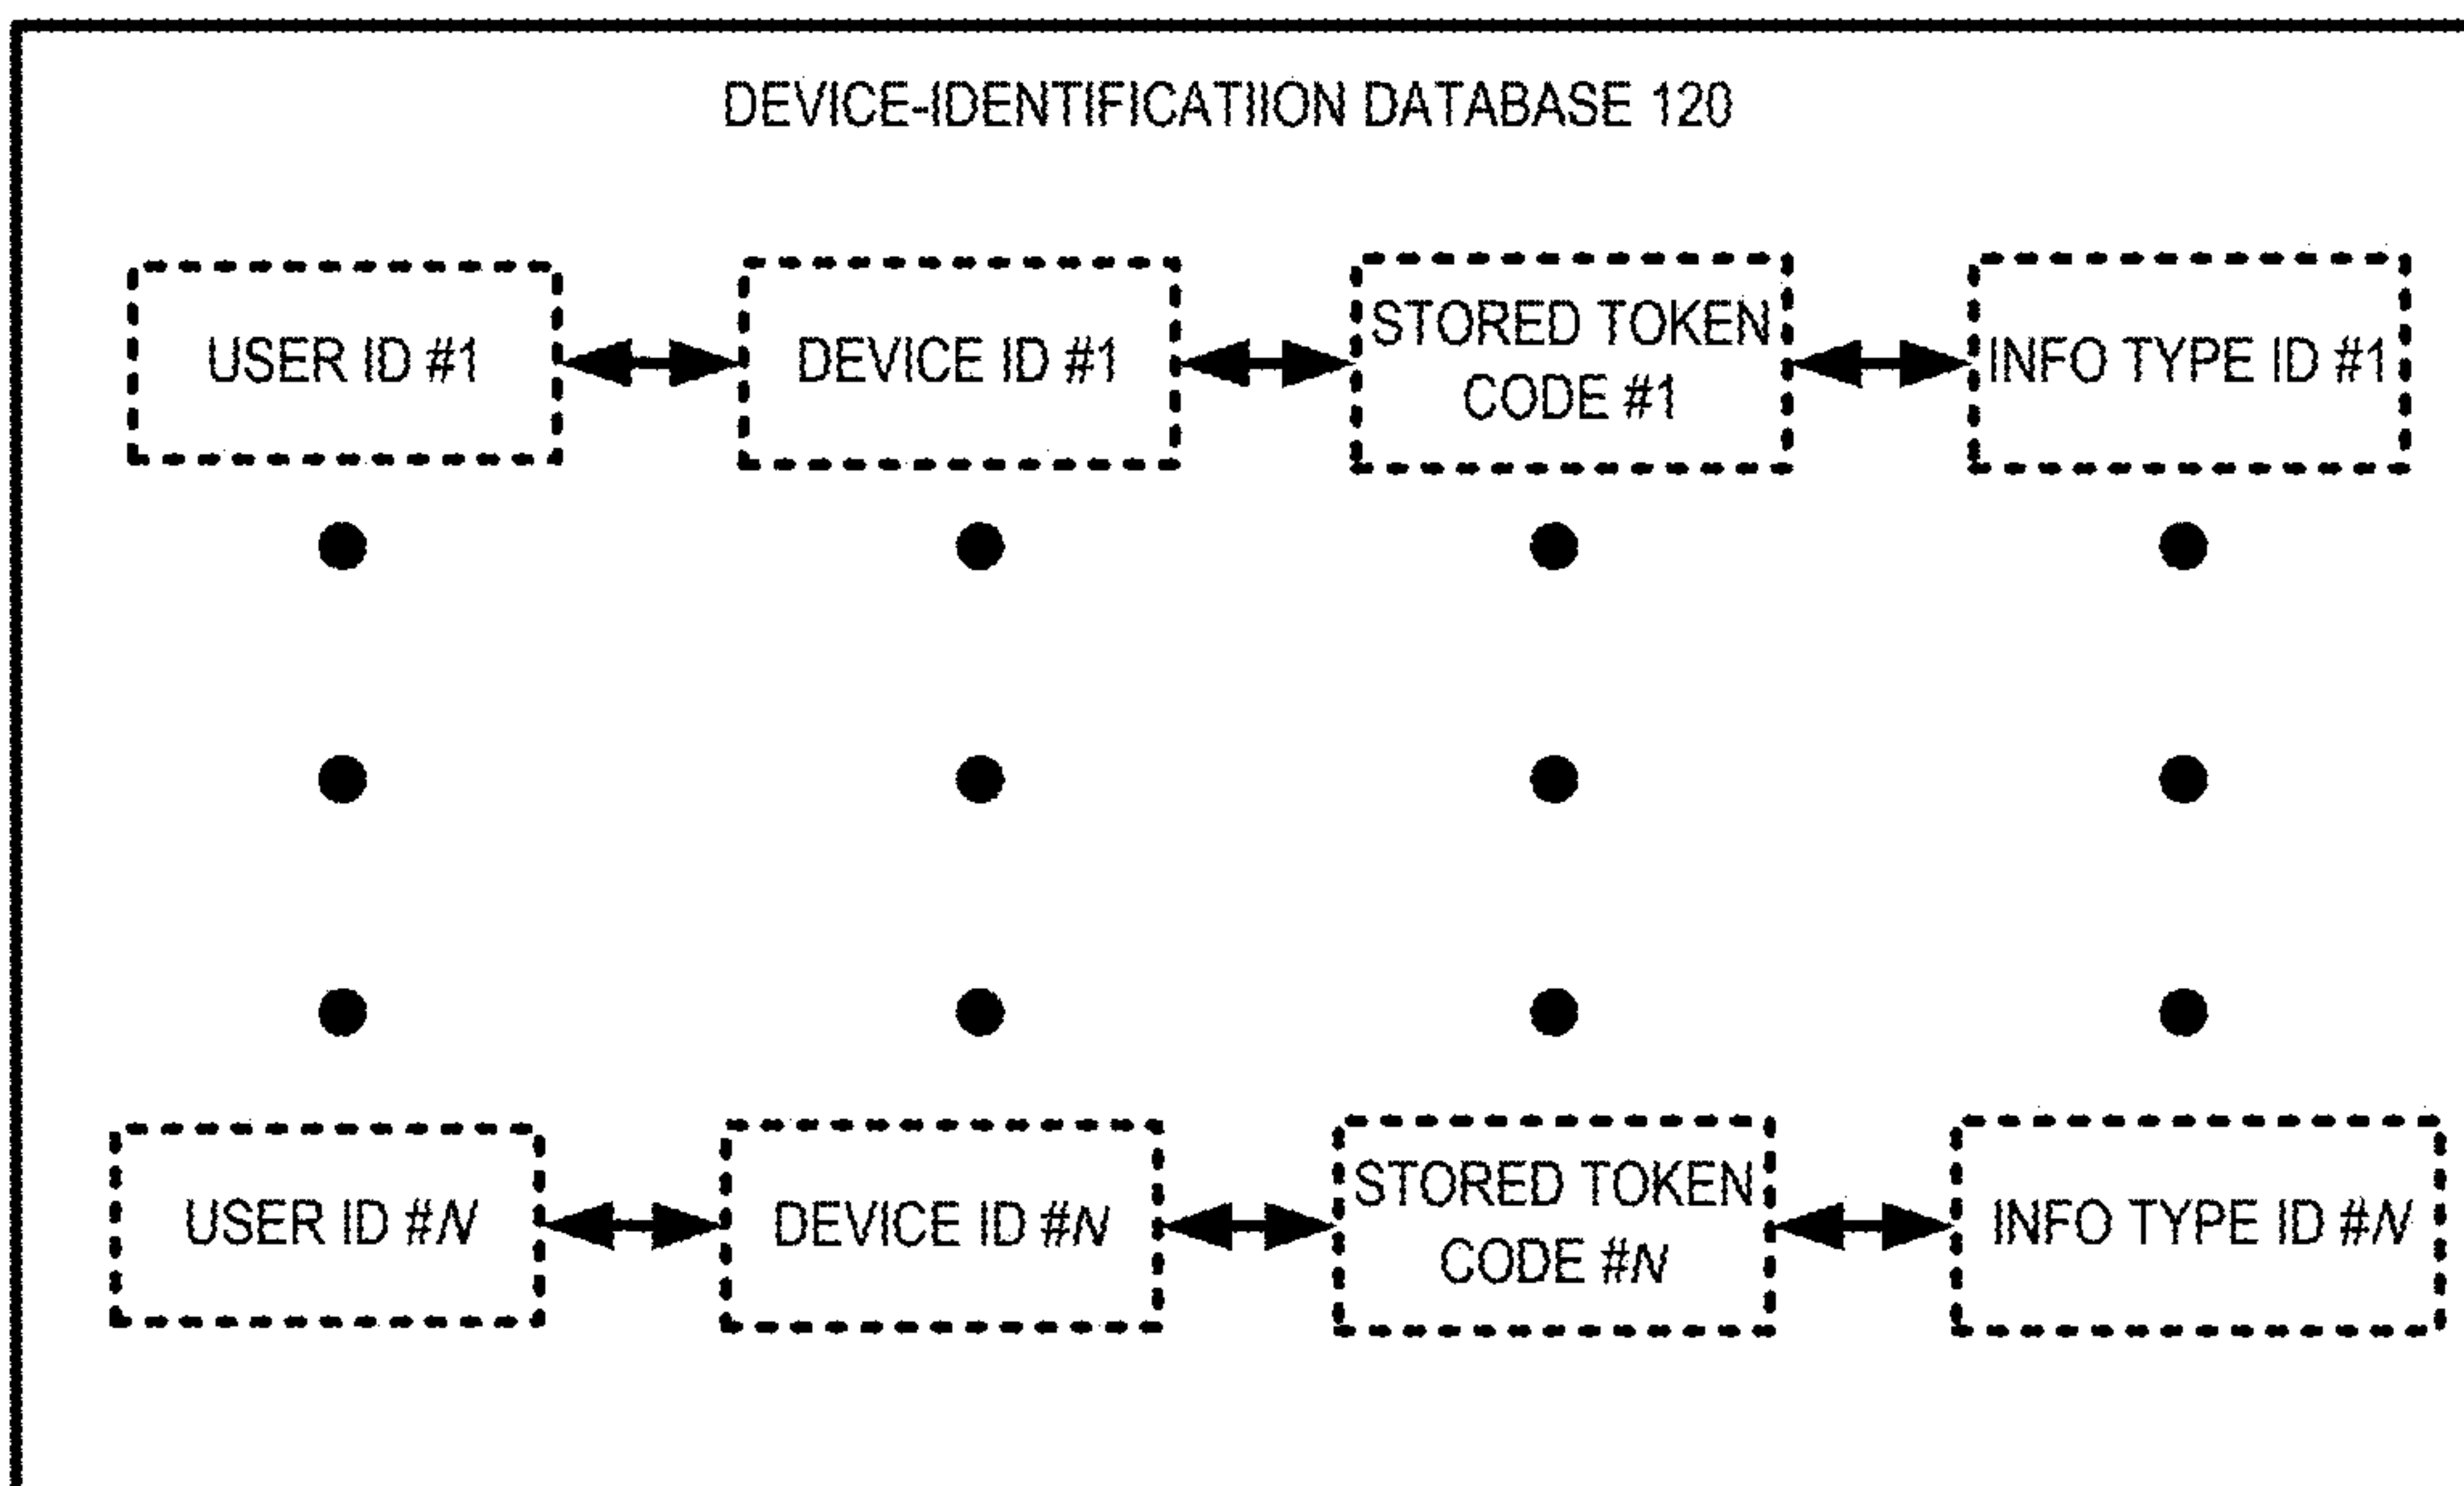 DEVICE-IDENTIFICATIION DATABASE 120
USER ID #1
DEVICE ID #1
STORED TOKEN
CODE #1
INFO TYPE ID #1
USER ID #N
DEVICE ID #N
STORED TOKEN
CODE #N
INFO TYPE ID #N